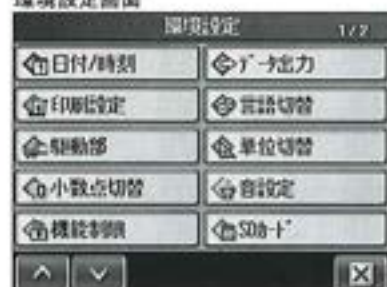 環境設定画面
環境設定 1/2
日付/時刻
ﾃﾞｰﾀ出力
印刷設定
言語切替
駆動部
単位切替
小数点切替
音設定
機能制限
SDｶｰﾄﾞ